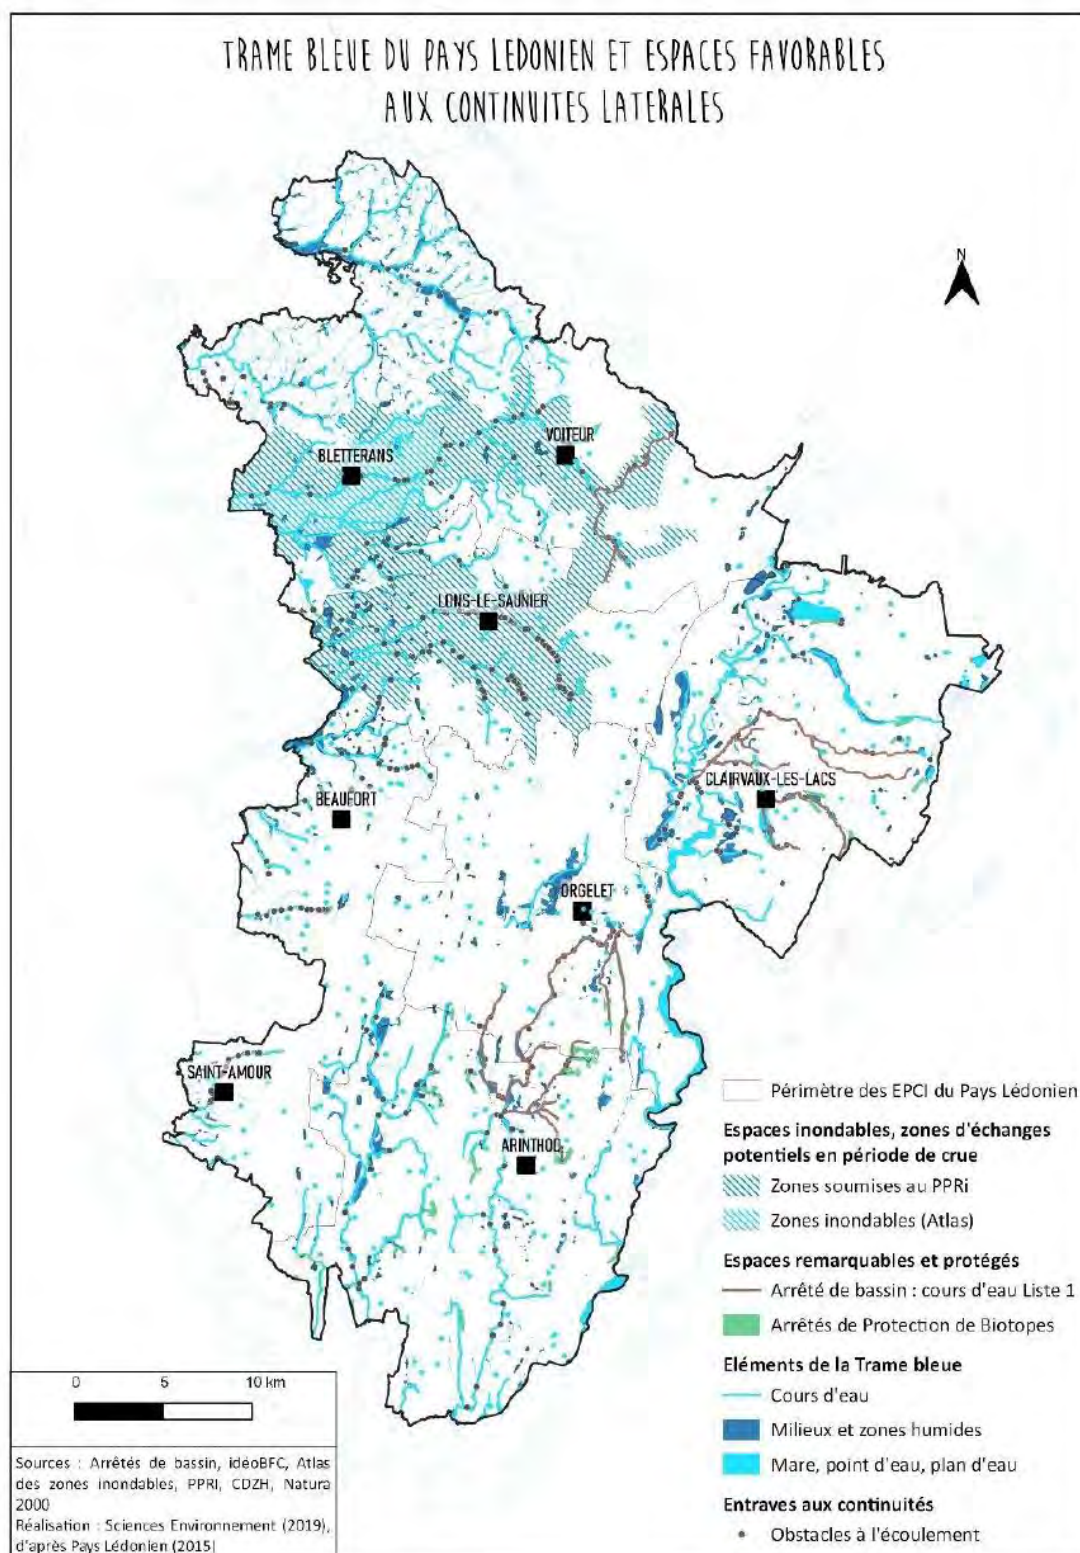 TRAME BLEUE DU PAYS LEDONIEN ET ESPACES FAVORABLES
AUX CONTINUITES LATERALES
N
VOITEUR
BLETTERANS
LONS-LE-SAUNIER
CLAIRVAUX-LES-LACS
BEAUFORT
ORGELET
SAINT-AMOUR
ARINTHOD
Périmètre des EPCI du Pays Lédonien
Espaces inondables, zones d'échanges
potentiels en période de crue
Zones soumises au PPRi
Zones inondables (Atlas)
Espaces remarquables et protégés
Arrêté de bassin : cours d'eau Liste 1
Arrêtés de Protection de Biotopes
Eléments de la Trame bleue
Cours d'eau
Milieux et zones humides
Mare, point d'eau, plan d'eau
Entraves aux continuités
Obstacles à l'écoulement
0 5 10 km
Sources : Arrêtés de bassin, idéoBFC, Atlas
des zones inondables, PPRI, CDZH, Natura
2000
Réalisation : Sciences Environnement (2019),
d'après Pays Lédonien (2015)